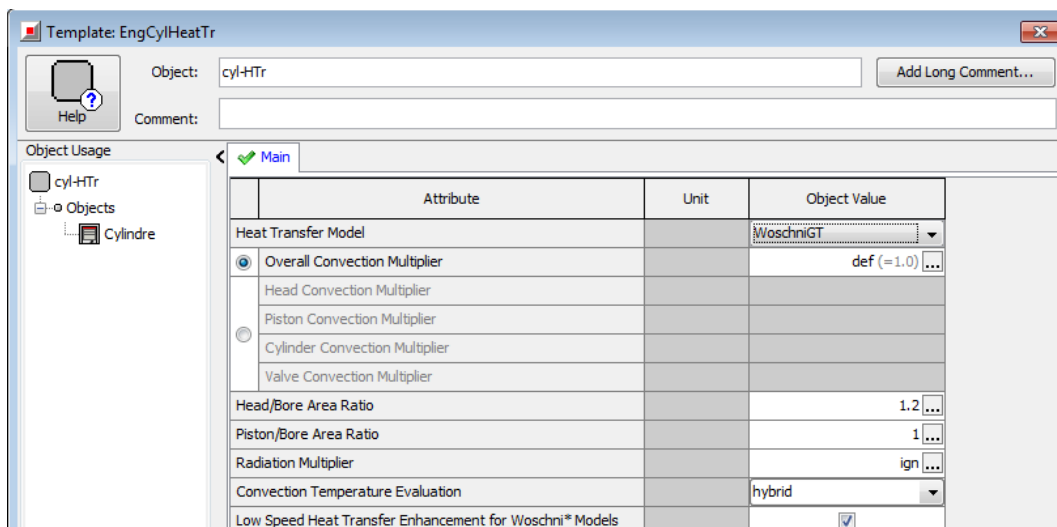 Template: EngCylHeatTr
Object: cyl-HTr Add Long Comment...
Help ? Comment:
Object Usage Main
cyl-HTr
Objects
Cylindre
Attribute Unit Object Value
Heat Transfer Model WoschniGT
Overall Convection Multiplier def (=1.0) ...
Head Convection Multiplier
Piston Convection Multiplier
Cylinder Convection Multiplier
Valve Convection Multiplier
Head/Bore Area Ratio 1.2 ...
Piston/Bore Area Ratio 1 ...
Radiation Multiplier ign ...
Convection Temperature Evaluation hybrid
Low Speed Heat Transfer Enhancement for Woschni* Models